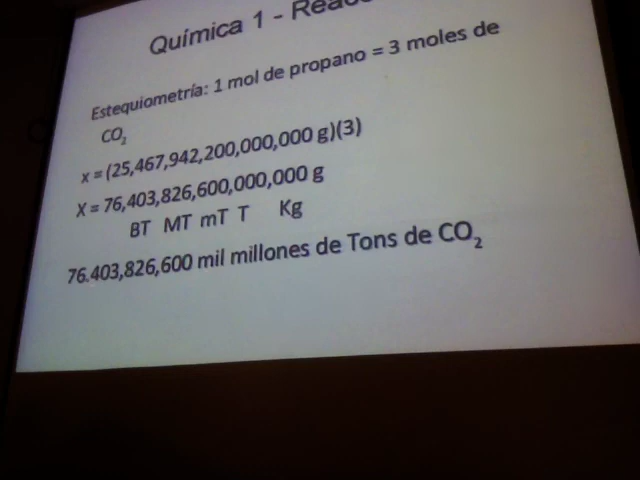 Química 1 -
Estequiometría: 1 mol de propano = 3 moles de
CO2
x = (25,467,942,200,000,000 g)(3)
X = 76,403,826,600,000,000 g
BT MT mT T Kg
76.403,826,600 mil millones de Tons de CO2